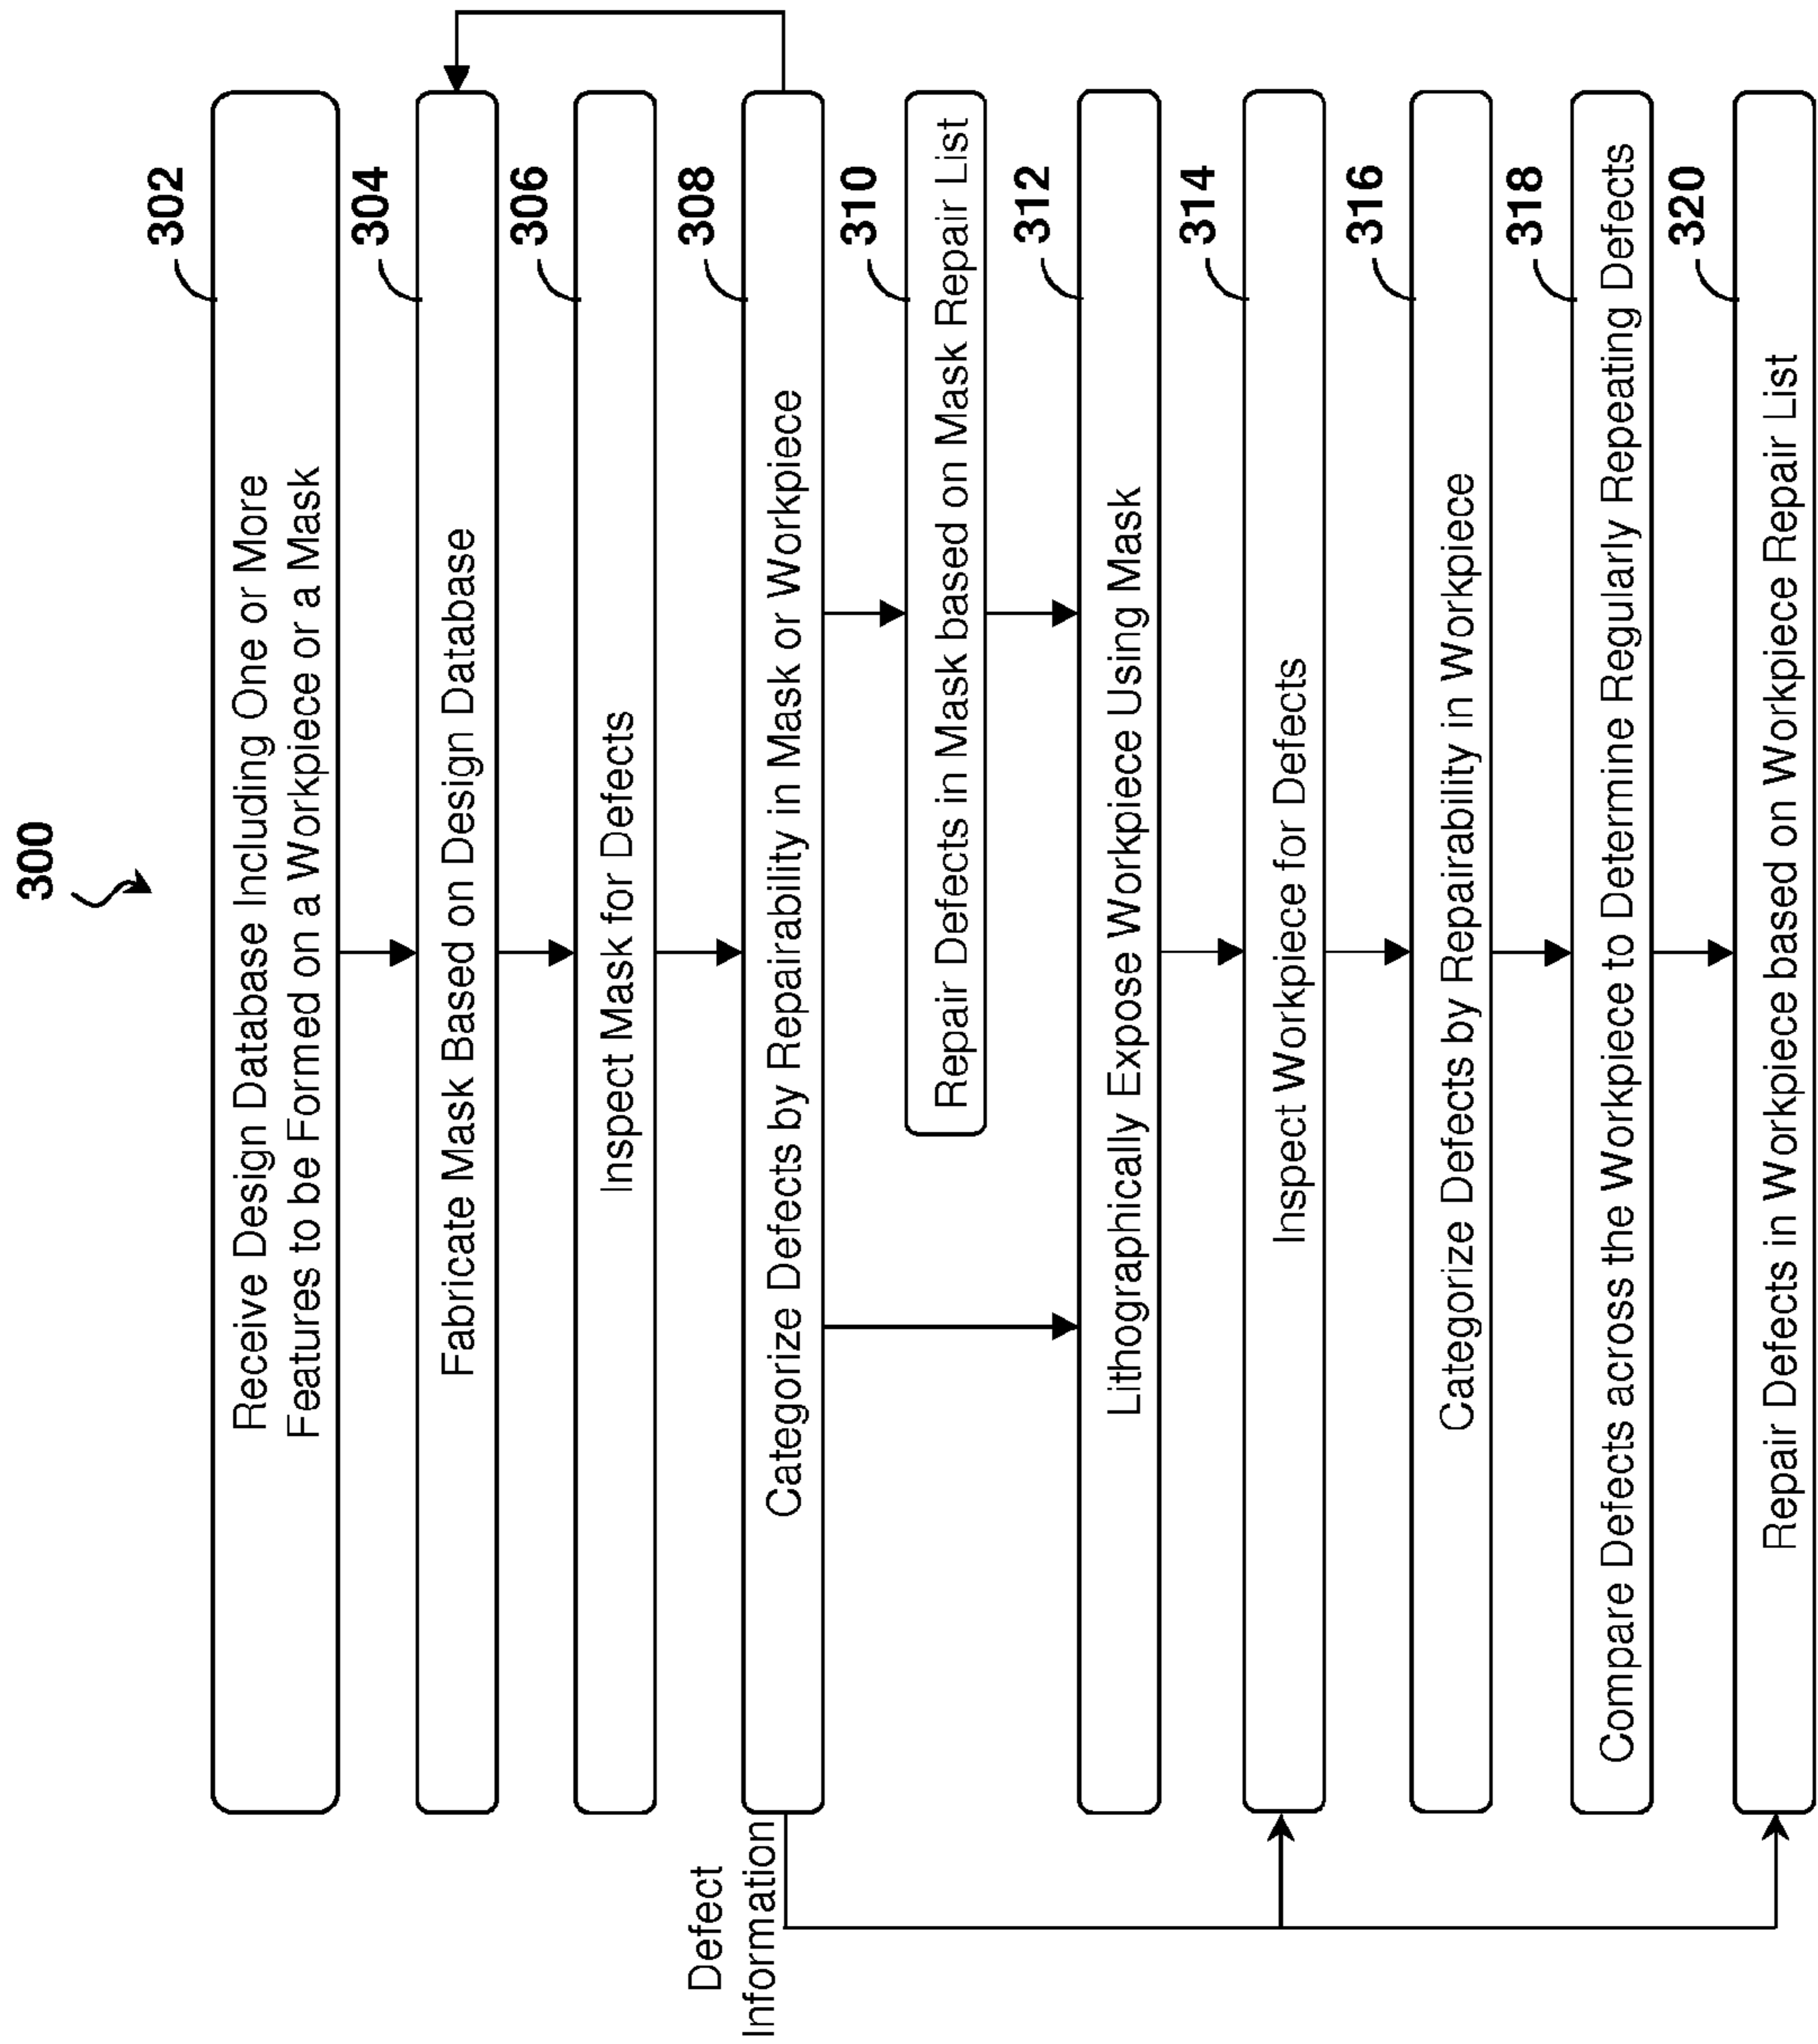 300
302
Receive Design Database Including One or More
Features to be Formed on a Workpiece or a Mask
304
Fabricate Mask Based on Design Database
306
Inspect Mask for Defects
Defect
Information
308
Categorize Defects by Repairability in Mask or Workpiece
310
Repair Defects in Mask based on Mask Repair List
312
Lithographically Expose Workpiece Using Mask
314
Inspect Workpiece for Defects
316
Categorize Defects by Repairability in Workpiece
318
Compare Defects across the Workpiece to Determine Regularly Repeating Defects
320
Repair Defects in Workpiece based on Workpiece Repair List